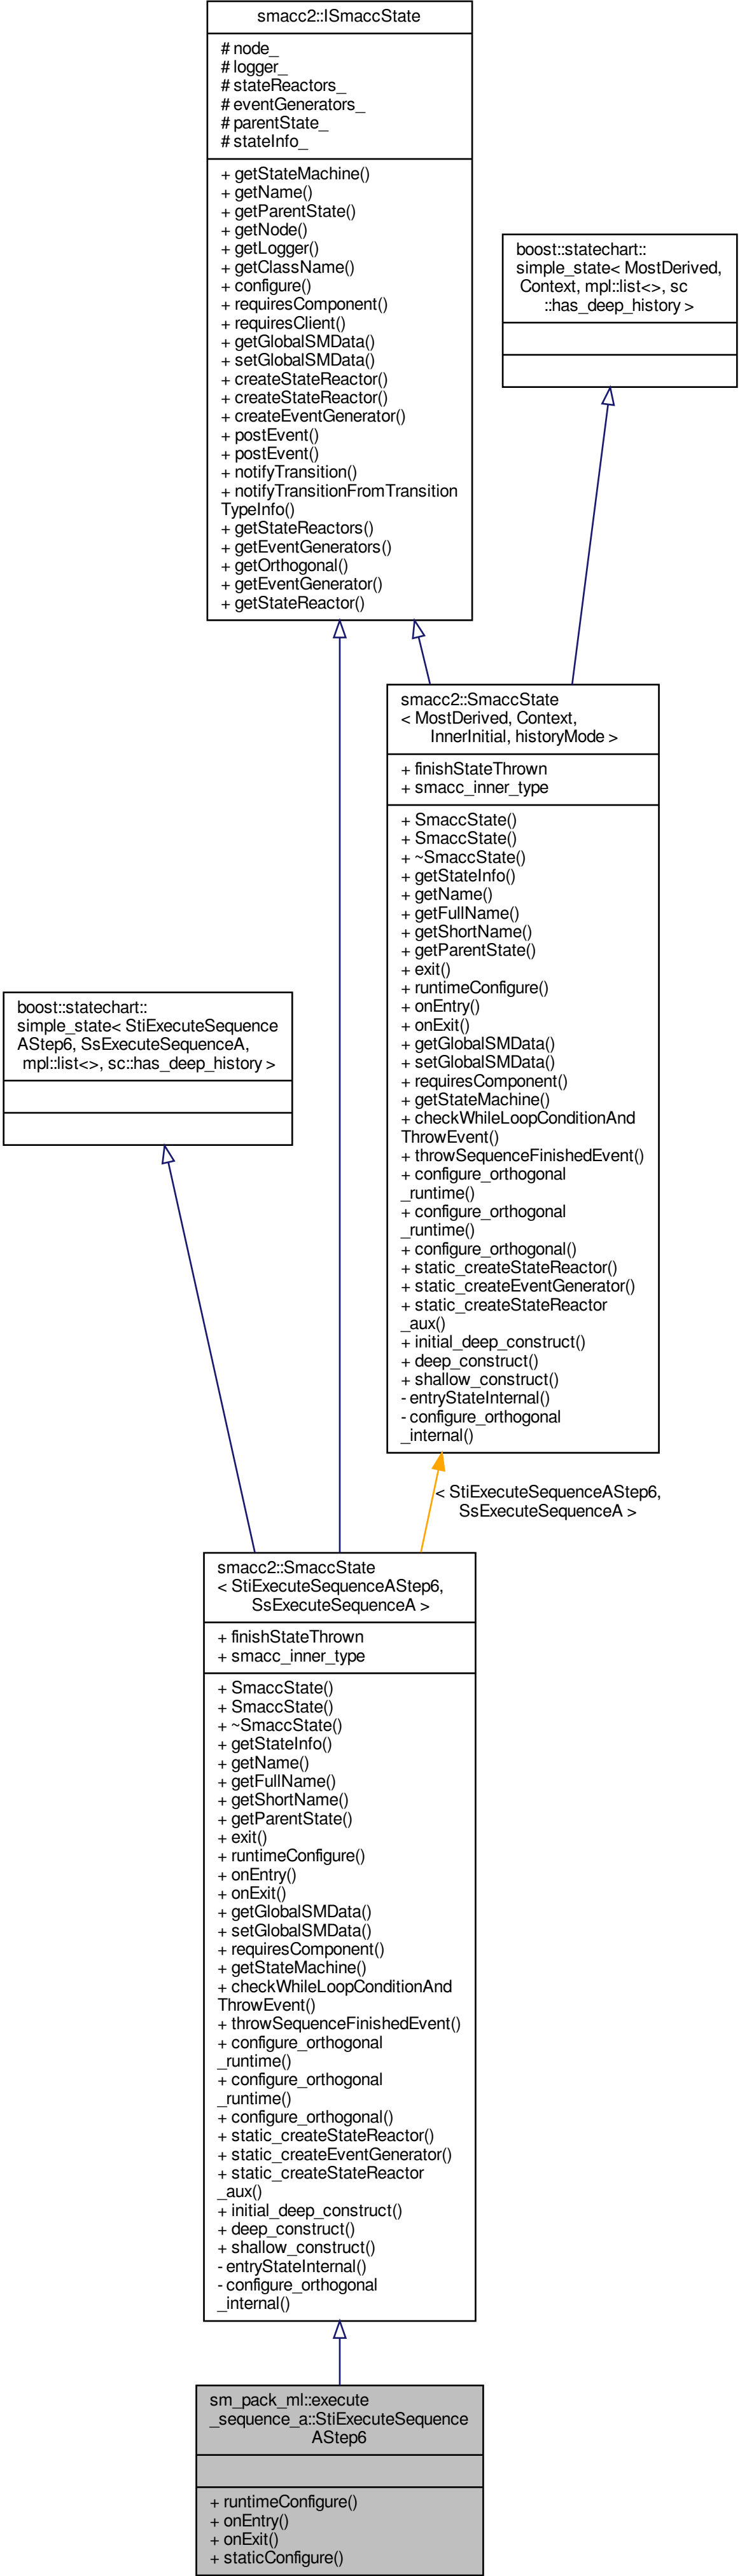 smacc2::ISmaccState
# node_
# logger_
# stateReactors_
# eventGenerators_
# parentState_
# stateInfo_
+ getStateMachine()
+ getName()
+ getParentState()
+ getNode()
+ getLogger()
+ getClassName()
+ configure()
+ requiresComponent()
+ requiresClient()
+ getGlobalSMData()
+ setGlobalSMData()
+ createStateReactor()
+ createStateReactor()
+ createEventGenerator()
+ postEvent()
+ postEvent()
+ notifyTransition()
+ notifyTransitionFromTransition
TypeInfo()
+ getStateReactors()
+ getEventGenerators()
+ getOrthogonal()
+ getEventGenerator()
+ getStateReactor()
boost::statechart::
simple_state< MostDerived,
Context, mpl::list<>, sc
::has_deep_history >
smacc2::SmaccState
< MostDerived, Context,
InnerInitial, historyMode >
+ finishStateThrown
+ smacc_inner_type
+ SmaccState()
+ SmaccState()
+ ~SmaccState()
+ getStateInfo()
+ getName()
+ getFullName()
+ getShortName()
+ getParentState()
+ exit()
+ runtimeConfigure()
+ onEntry()
+ onExit()
+ getGlobalSMData()
+ setGlobalSMData()
+ requiresComponent()
+ getStateMachine()
+ checkWhileLoopConditionAnd
ThrowEvent()
+ throwSequenceFinishedEvent()
+ configure_orthogonal
_runtime()
+ configure_orthogonal
_runtime()
+ configure_orthogonal()
+ static_createStateReactor()
+ static_createEventGenerator()
+ static_createStateReactor
_aux()
+ initial_deep_construct()
+ deep_construct()
+ shallow_construct()
- entryStateInternal()
- configure_orthogonal
_internal()
boost::statechart::
simple_state< StiExecuteSequence
AStep6, SsExecuteSequenceA,
mpl::list<>, sc::has_deep_history >
< StiExecuteSequenceAStep6,
SsExecuteSequenceA >
smacc2::SmaccState
< StiExecuteSequenceAStep6,
SsExecuteSequenceA >
+ finishStateThrown
+ smacc_inner_type
+ SmaccState()
+ SmaccState()
+ ~SmaccState()
+ getStateInfo()
+ getName()
+ getFullName()
+ getShortName()
+ getParentState()
+ exit()
+ runtimeConfigure()
+ onEntry()
+ onExit()
+ getGlobalSMData()
+ setGlobalSMData()
+ requiresComponent()
+ getStateMachine()
+ checkWhileLoopConditionAnd
ThrowEvent()
+ throwSequenceFinishedEvent()
+ configure_orthogonal
_runtime()
+ configure_orthogonal
_runtime()
+ configure_orthogonal()
+ static_createStateReactor()
+ static_createEventGenerator()
+ static_createStateReactor
_aux()
+ initial_deep_construct()
+ deep_construct()
+ shallow_construct()
- entryStateInternal()
- configure_orthogonal
_internal()
sm_pack_ml::execute
_sequence_a::StiExecuteSequence
AStep6
+ runtimeConfigure()
+ onEntry()
+ onExit()
+ staticConfigure()